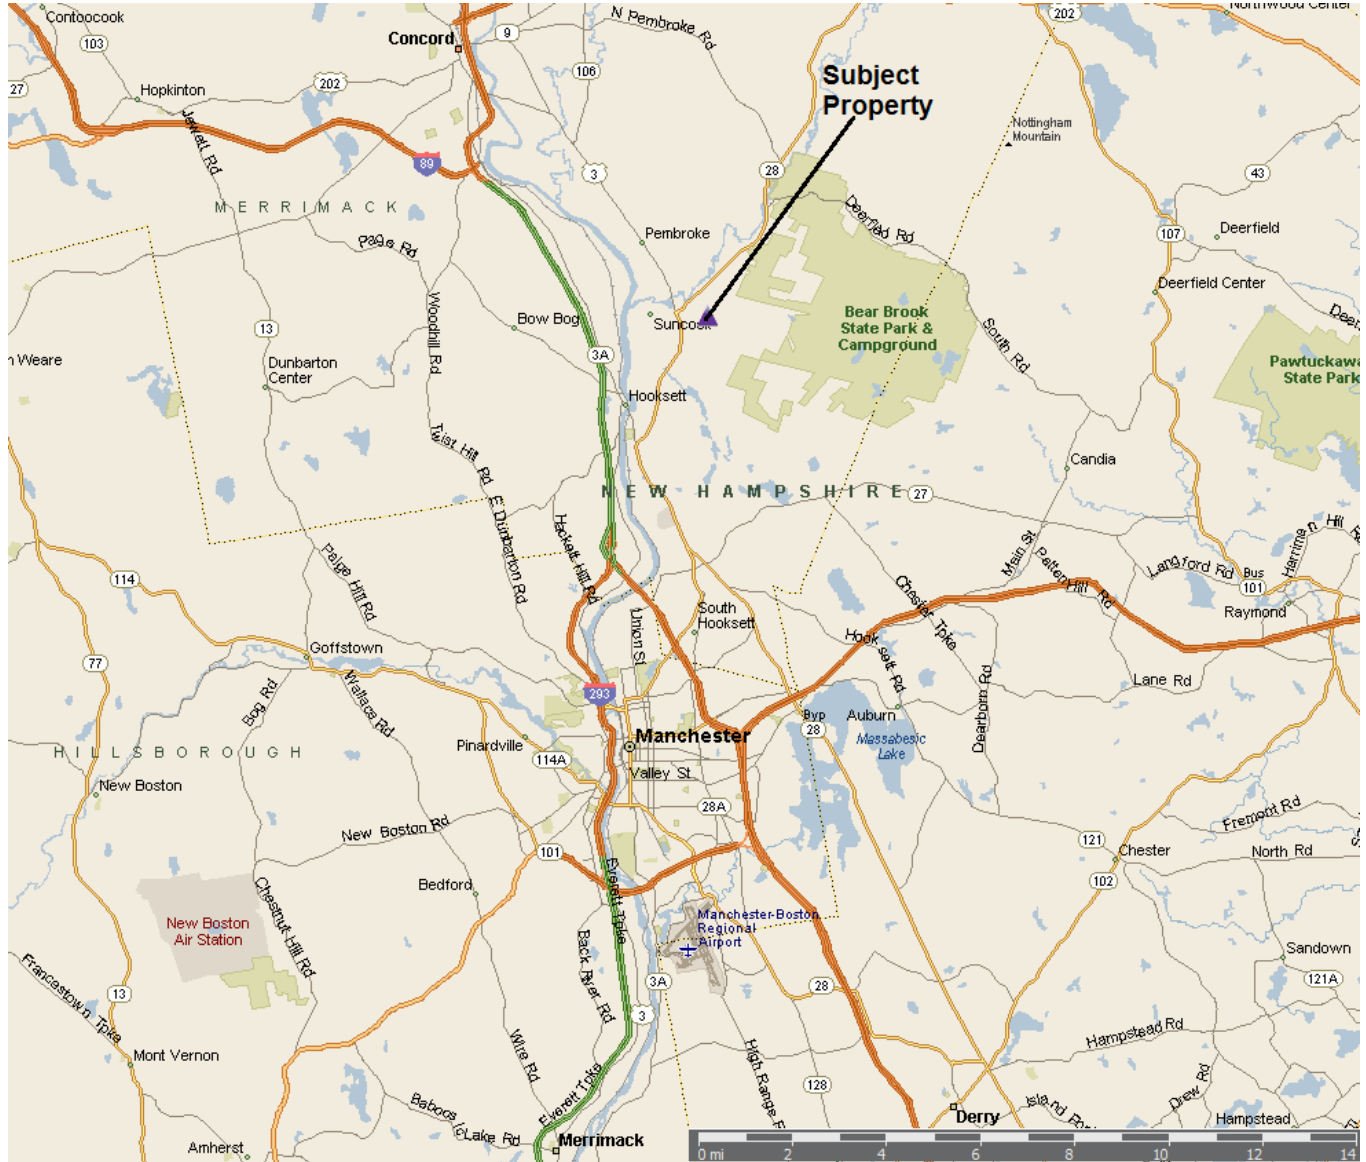 Contoocook
Northwood Center
202
N Pembroke Rd
9
Concord
103
106
Subject
Property
202
27
Hopkinton
Nottingham
Mountain
Jewett Rd
89
28
3
43
MERRIMACK
Deerfield Rd
Page Rd
Pembroke
107
Deerfield
Deerfield Center
Woodhill Rd
Bear Brook
State Park &
Campground
Suncook
Bow Bog
13
South Rd
3A
Dunbarton
Center
Pawtuckawa
State Park
n Weare
Hooksett
Twist Hill Rd
Candia
NEW HAMPSHIRE
27
E Dunbarton Rd
Hackett Hill Rd
Main St
Patten Hill Rd
Harriman Hill R
Langford Rd
Bus
101
Paige Hill Rd
114
Chester Tpke
Raymond
South
Hooksett
Union St
Hooksett Rd
Goffstown
77
Bog Rd
Wallace Rd
Dearborn Rd
Lane Rd
293
Byp
28
Auburn
Massabesic
Lake
Manchester
Pinardville
HILLSBOROUGH
114A
Valley St
New Boston
28A
New Boston Rd
Fremont Rd
121
101
Chester
North Rd
102
Everett Tpke
Bedford
Chestnut Hill Rd
New Boston
Air Station
Manchester-Boston
Regional
Airport
Back River Rd
Sandown
121A
Francestown Tpke
13
3A
28
3
Hampstead Rd
Wire Rd
High Range R
Mont Vernon
128
Drew Rd
Everett Tpke
Baboosic Lake Rd
Derry
Island Po
Hampstead
Merrimack
Amherst
0 mi 2 4 6 8 10 12 14